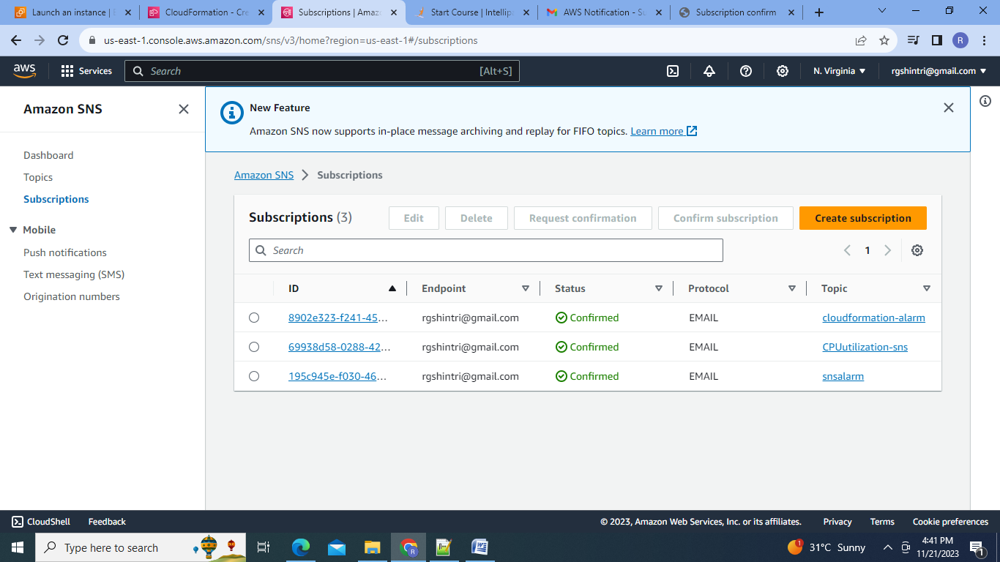 Launch an instance | E
CloudFormation - Cre
Subscriptions | Amazo
Start Course | Intellipa
AWS Notification - Su
Subscription confirm
us-east-1.console.aws.amazon.com/sns/v3/home?region=us-east-1#/subscriptions
R
aws
Services
Search
[Alt+S]
N. Virginia
rgshintri@gmail.com
Amazon SNS
Dashboard
Topics
Subscriptions
Mobile
Push notifications
Text messaging (SMS)
Origination numbers
New Feature
Amazon SNS now supports in-place message archiving and replay for FIFO topics. Learn more
Amazon SNS > Subscriptions
Subscriptions (3)
Edit
Delete
Request confirmation
Confirm subscription
Create subscription
Search
1
ID Endpoint Status Protocol Topic
8902e323-f241-45... rgshintri@gmail.com Confirmed EMAIL cloudformation-alarm
69938d58-0288-42... rgshintri@gmail.com Confirmed EMAIL CPUutilization-sns
195c945e-f030-46... rgshintri@gmail.com Confirmed EMAIL snsalarm
CloudShell
Feedback
© 2023, Amazon Web Services, Inc. or its affiliates.
Privacy
Terms
Cookie preferences
Type here to search
31°C Sunny
4:41 PM
11/21/2023
1